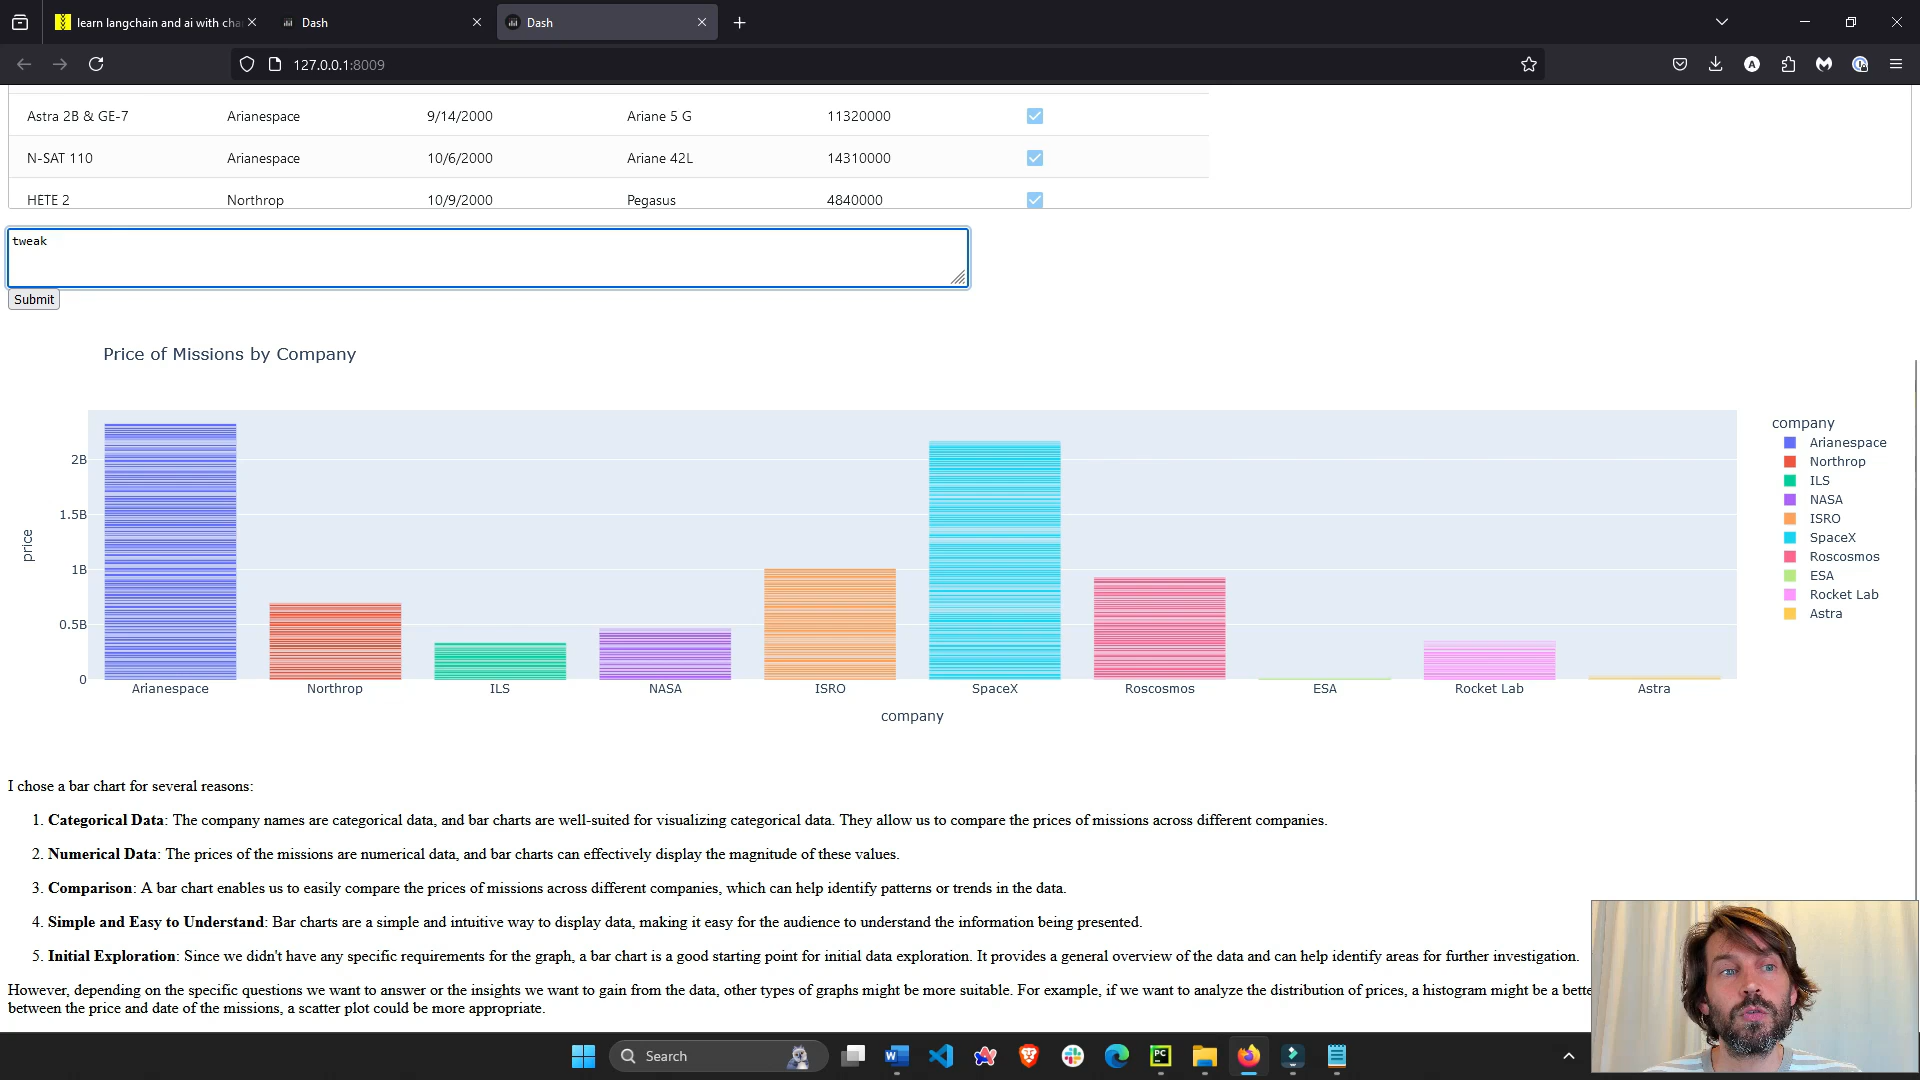 learn langchain and ai with cha
Dash
Dash
127.0.0.1:8009
Astra 2B & GE-7 Arianespace 9/14/2000 Ariane 5 G 11320000
N-SAT 110 Arianespace 10/6/2000 Ariane 42L 14310000
HETE 2 Northrop 10/9/2000 Pegasus 4840000
tweak
Submit
Price of Missions by Company
price
2B
1.5B
1B
0.5B
0
Arianespace Northrop ILS NASA ISRO SpaceX Roscosmos ESA Rocket Lab Astra
company
company
Arianespace
Northrop
ILS
NASA
ISRO
SpaceX
Roscosmos
ESA
Rocket Lab
Astra
I chose a bar chart for several reasons:
1. Categorical Data: The company names are categorical data, and bar charts are well-suited for visualizing categorical data. They allow us to compare the prices of missions across different companies.
2. Numerical Data: The prices of the missions are numerical data, and bar charts can effectively display the magnitude of these values.
3. Comparison: A bar chart enables us to easily compare the prices of missions across different companies, which can help identify patterns or trends in the data.
4. Simple and Easy to Understand: Bar charts are a simple and intuitive way to display data, making it easy for the audience to understand the information being presented.
5. Initial Exploration: Since we didn't have any specific requirements for the graph, a bar chart is a good starting point for initial data exploration. It provides a general overview of the data and can help identify areas for further investigation.
However, depending on the specific questions we want to answer or the insights we want to gain from the data, other types of graphs might be more suitable. For example, if we want to analyze the distribution of prices, a histogram might be a bette
between the price and date of the missions, a scatter plot could be more appropriate.
Search